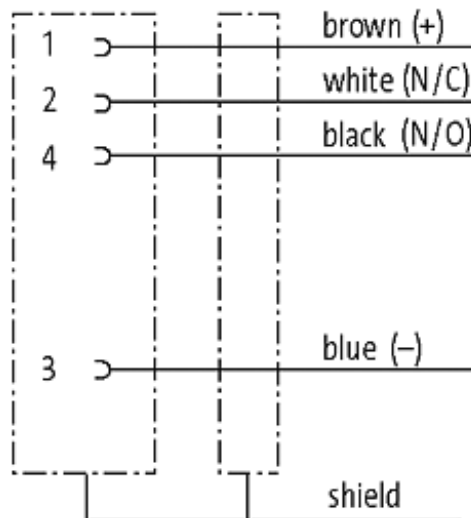 1 brown (+)
2 white (N/C)
4 black (N/O)
3 blue (–)
shield